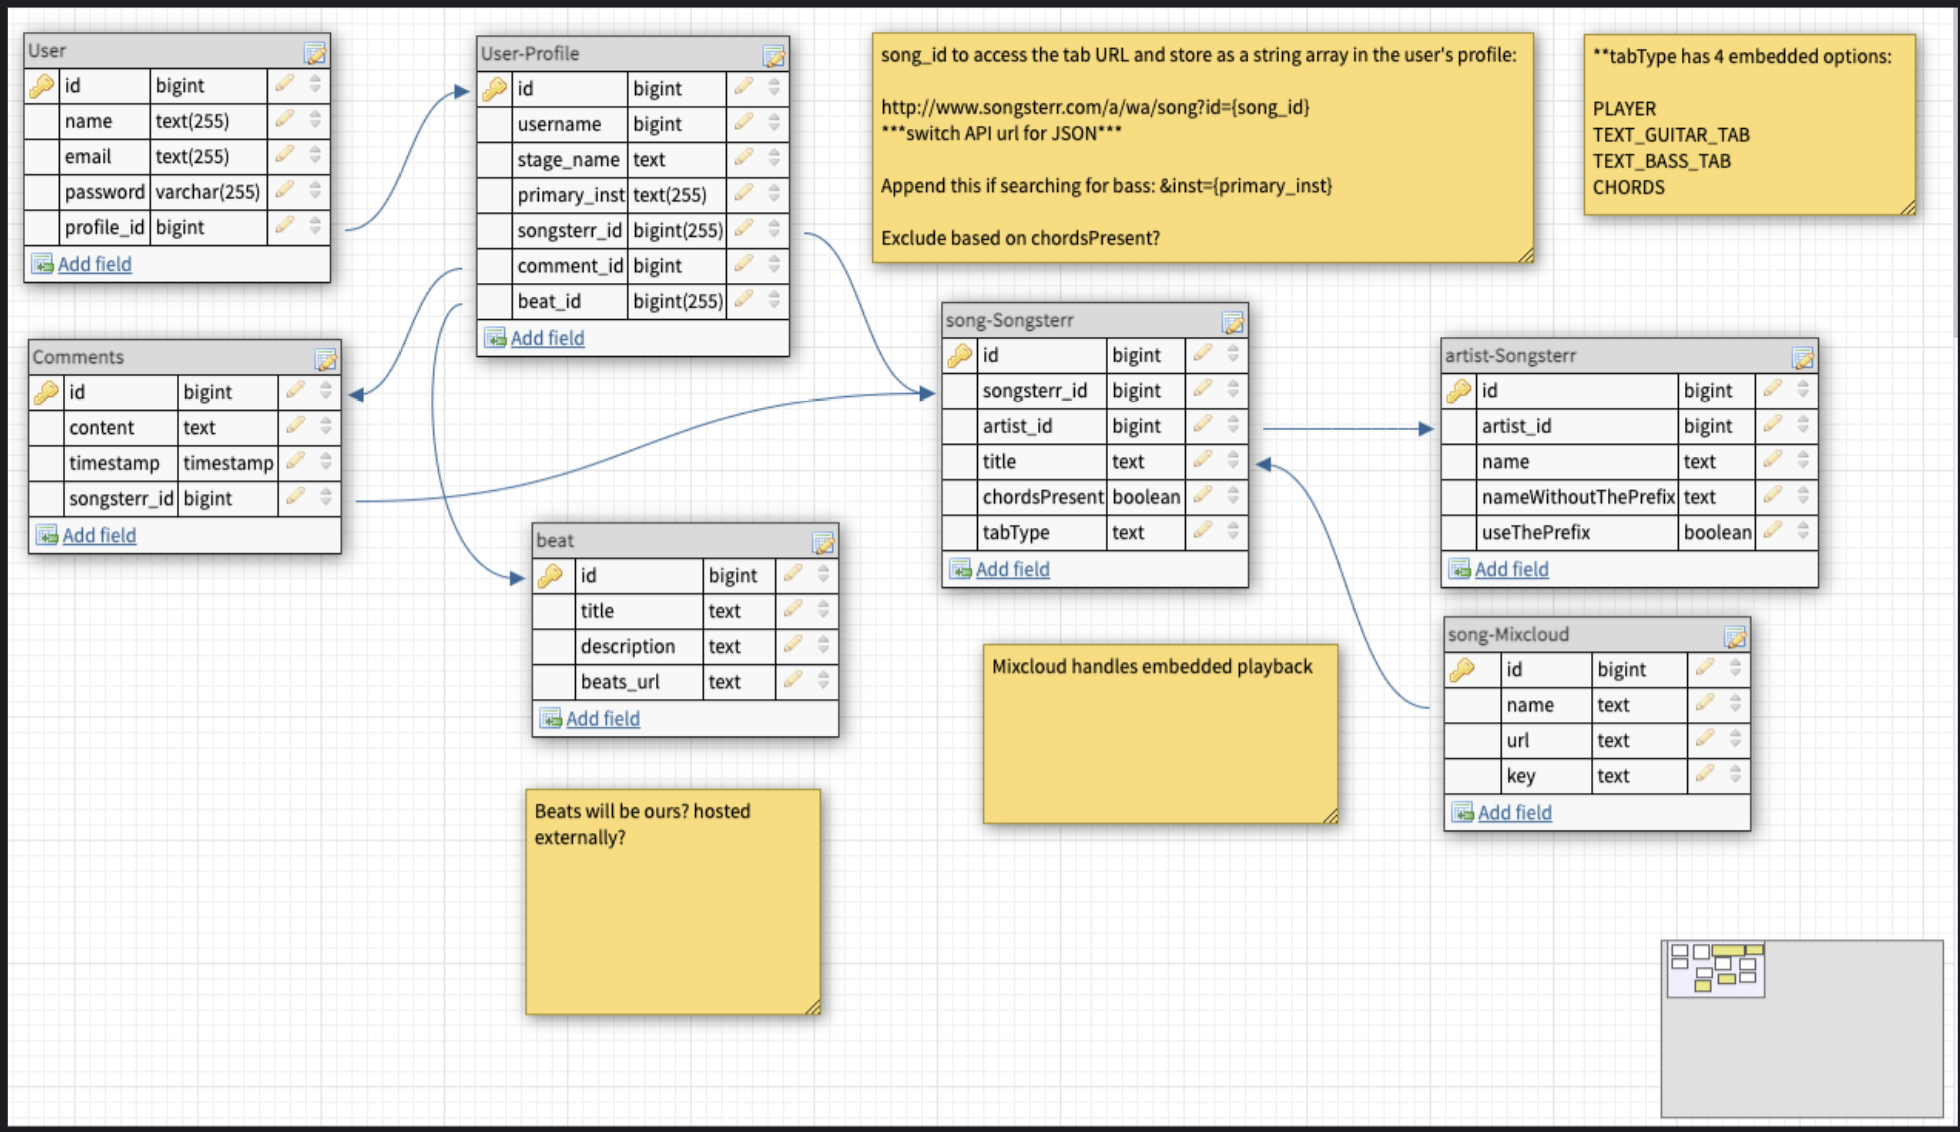 User
id bigint
name text(255)
email text(255)
password varchar(255)
profile_id bigint
Add field
User-Profile
id bigint
username bigint
stage_name text
primary_inst text(255)
songsterr_id bigint(255)
comment_id bigint
beat_id bigint(255)
Add field
song_id to access the tab URL and store as a string array in the user's profile:
http://www.songsterr.com/a/wa/song?id={song_id}
***switch API url for JSON***
Append this if searching for bass: &inst={primary_inst}
Exclude based on chordsPresent?
**tabType has 4 embedded options:
PLAYER
TEXT_GUITAR_TAB
TEXT_BASS_TAB
CHORDS
Comments
id bigint
content text
timestamp timestamp
songsterr_id bigint
Add field
song-Songsterr
id bigint
songsterr_id bigint
artist_id bigint
title text
chordsPresent boolean
tabType text
Add field
artist-Songsterr
id bigint
artist_id bigint
name text
nameWithoutThePrefix text
useThePrefix boolean
Add field
beat
id bigint
title text
description text
beats_url text
Add field
Mixcloud handles embedded playback
song-Mixcloud
id bigint
name text
url text
key text
Add field
Beats will be ours? hosted
externally?